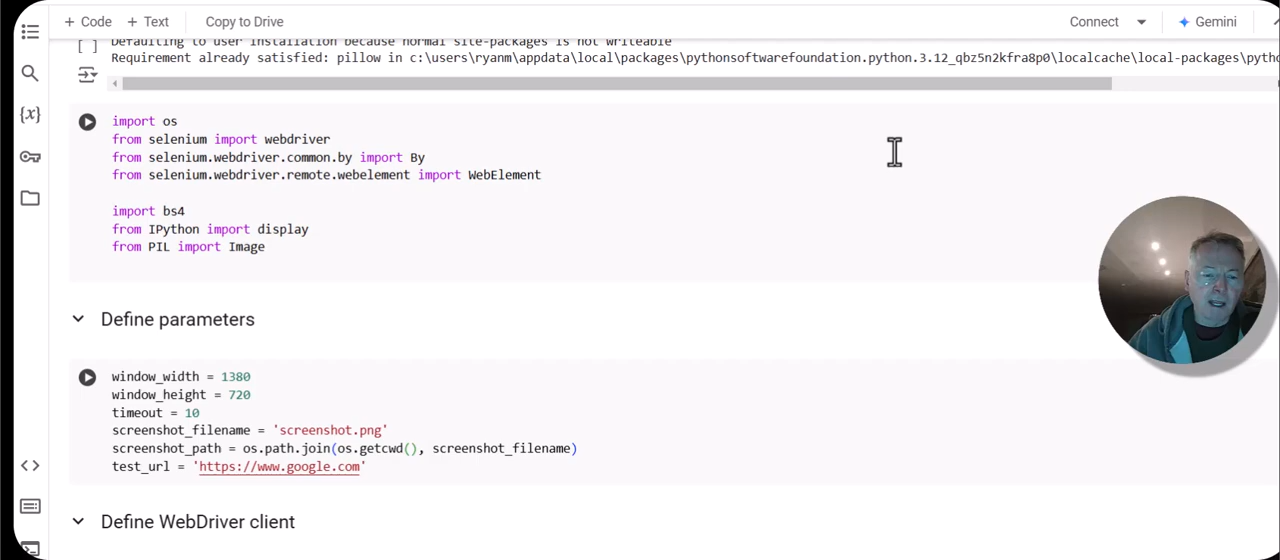 + Code + Text Copy to Drive Connect Gemini
[ ] Defaulting to user installation because normal site-packages is not writeable
Requirement already satisfied: pillow in c:\users\ryanm\appdata\local\packages\pythonsoftwarefoundation.python.3.12_qbz5n2kfra8p0\localcache\local-packages\pytho
{x}
import os
from selenium import webdriver
from selenium.webdriver.common.by import By
from selenium.webdriver.remote.webelement import WebElement
import bs4
from IPython import display
from PIL import Image
Define parameters
window_width = 1380
window_height = 720
timeout = 10
screenshot_filename = 'screenshot.png'
screenshot_path = os.path.join(os.getcwd(), screenshot_filename)
test_url = 'https://www.google.com'
Define WebDriver client